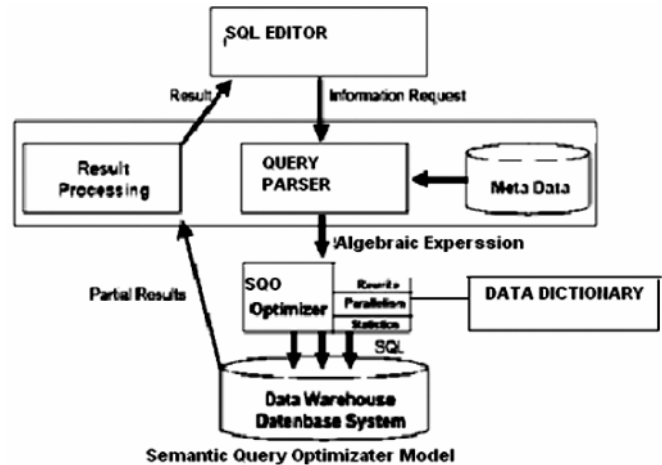 SQL EDITOR
Result
Information Request
Result
Processing
QUERY
PARSER
Meta Data
Algebraic Experssion
Partial Results
SQO
Optimizer
Rewrite
Parallelism
Statistics
DATA DICTIONARY
SQL
Data Warehouse
Datenbase System
Semantic Query Optimizater Model